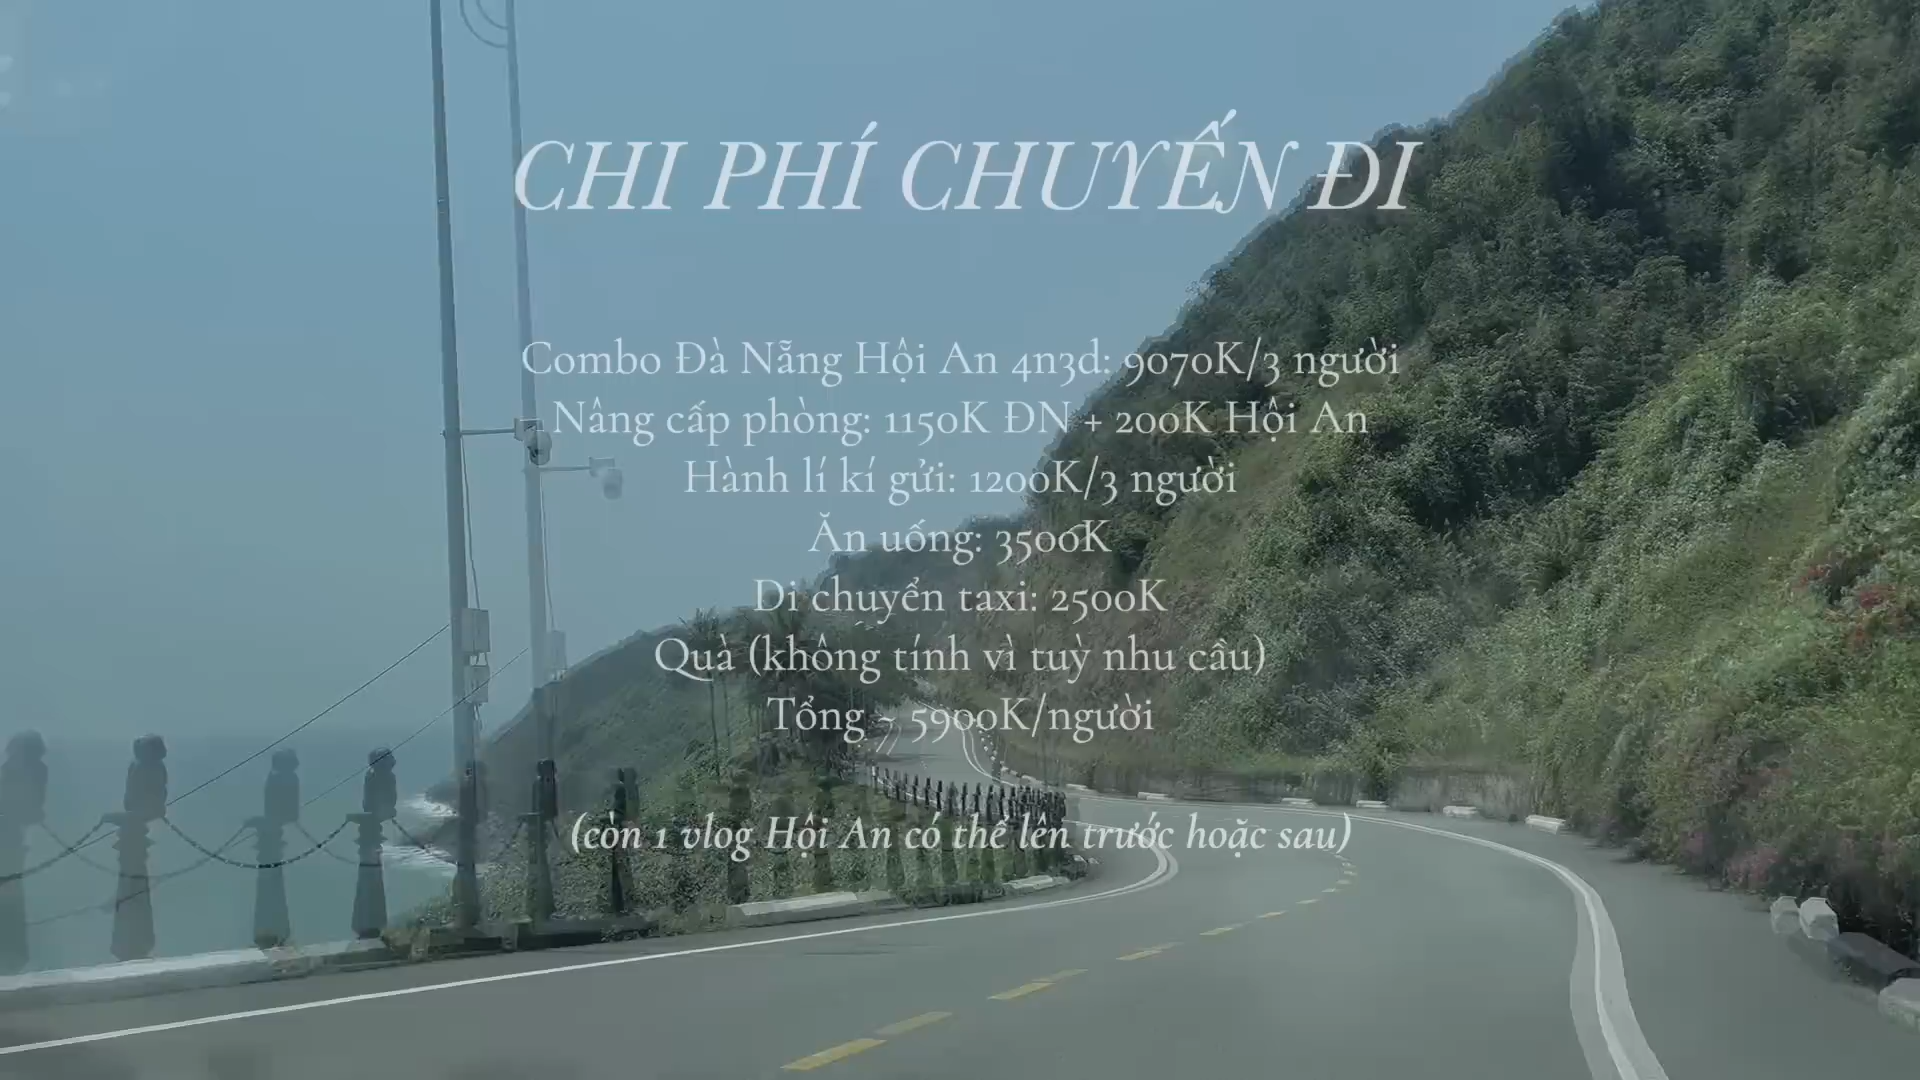 CHI PHÍ CHUYẾN ĐI
Combo Đà Nẵng Hội An 4n3d: 9070K/3 người
Nâng cấp phòng: 1150K ĐN + 200K Hội An
Hành lí kí gửi: 1200K/3 người
Ăn uống: 3500K
Di chuyển taxi: 2500K
Quà (không tính vì tuỳ nhu cầu)
Tổng ~ 5900K/người
(còn 1 vlog Hội An có thể lên trước hoặc sau)